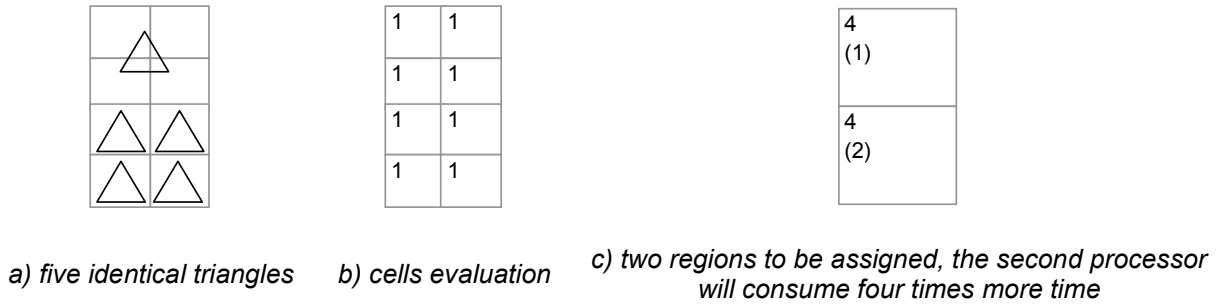 1 1
4
(1)
1 1
1 1
4
(2)
1 1
a) five identical triangles
b) cells evaluation
c) two regions to be assigned, the second processor
will consume four times more time